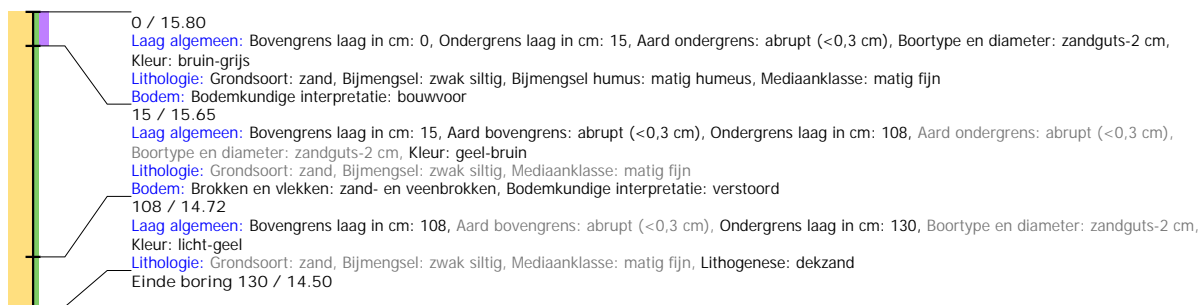 0 / 15.80
Laag algemeen: Bovengrens laag in cm: 0, Ondergrens laag in cm: 15, Aard ondergrens: abrupt (<0,3 cm), Boortype en diameter: zandguts-2 cm,
Kleur: bruin-grijs
Lithologie: Grondsoort: zand, Bijmengsel: zwak siltig, Bijmengsel humus: matig humeus, Mediaanklasse: matig fijn
Bodem: Bodemkundige interpretatie: bouwvoor
15 / 15.65
Laag algemeen: Bovengrens laag in cm: 15, Aard bovengrens: abrupt (<0,3 cm), Ondergrens laag in cm: 108, Aard ondergrens: abrupt (<0,3 cm),
Boortype en diameter: zandguts-2 cm, Kleur: geel-bruin
Lithologie: Grondsoort: zand, Bijmengsel: zwak siltig, Mediaanklasse: matig fijn
Bodem: Brokken en vlekken: zand- en veenbrokken, Bodemkundige interpretatie: verstoord
108 / 14.72
Laag algemeen: Bovengrens laag in cm: 108, Aard bovengrens: abrupt (<0,3 cm), Ondergrens laag in cm: 130, Boortype en diameter: zandguts-2 cm,
Kleur: licht-geel
Lithologie: Grondsoort: zand, Bijmengsel: zwak siltig, Mediaanklasse: matig fijn, Lithogenese: dekzand
Einde boring 130 / 14.50